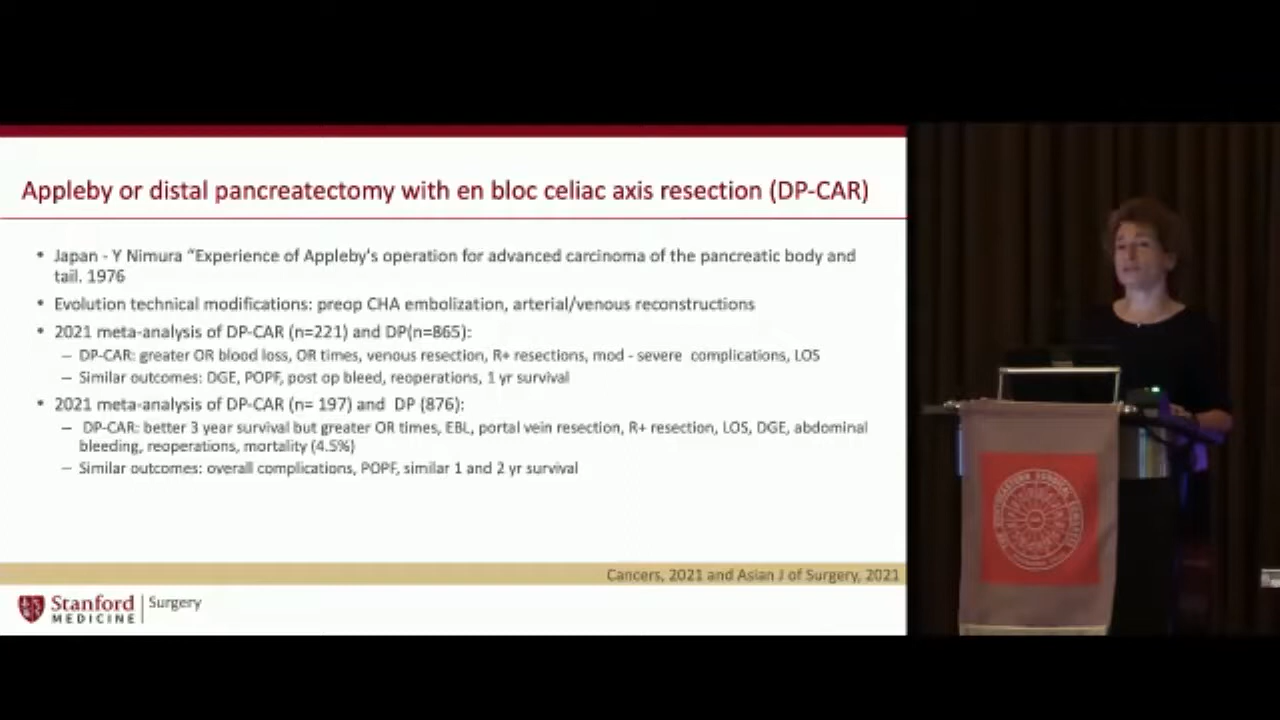 Appleby or distal pancreatectomy with en bloc celiac axis resection (DP-CAR)
• Japan - Y Nimura “Experience of Appleby's operation for advanced carcinoma of the pancreatic body and
tail. 1976
• Evolution technical modifications: preop CHA embolization, arterial/venous reconstructions
• 2021 meta-analysis of DP-CAR (n=221) and DP(n=865):
– DP-CAR: greater OR blood loss, OR times, venous resection, R+ resections, mod - severe complications, LOS
– Similar outcomes: DGE, POPF, post op bleed, reoperations, 1 yr survival
• 2021 meta-analysis of DP-CAR (n= 197) and DP (876):
– DP-CAR: better 3 year survival but greater OR times, EBL, portal vein resection, R+ resection, LOS, DGE, abdominal
bleeding, reoperations, mortality (4.5%)
– Similar outcomes: overall complications, POPF, similar 1 and 2 yr survival
Cancers, 2021 and Asian J of Surgery, 2021
Stanford
MEDICINE
Surgery
SURGICAL